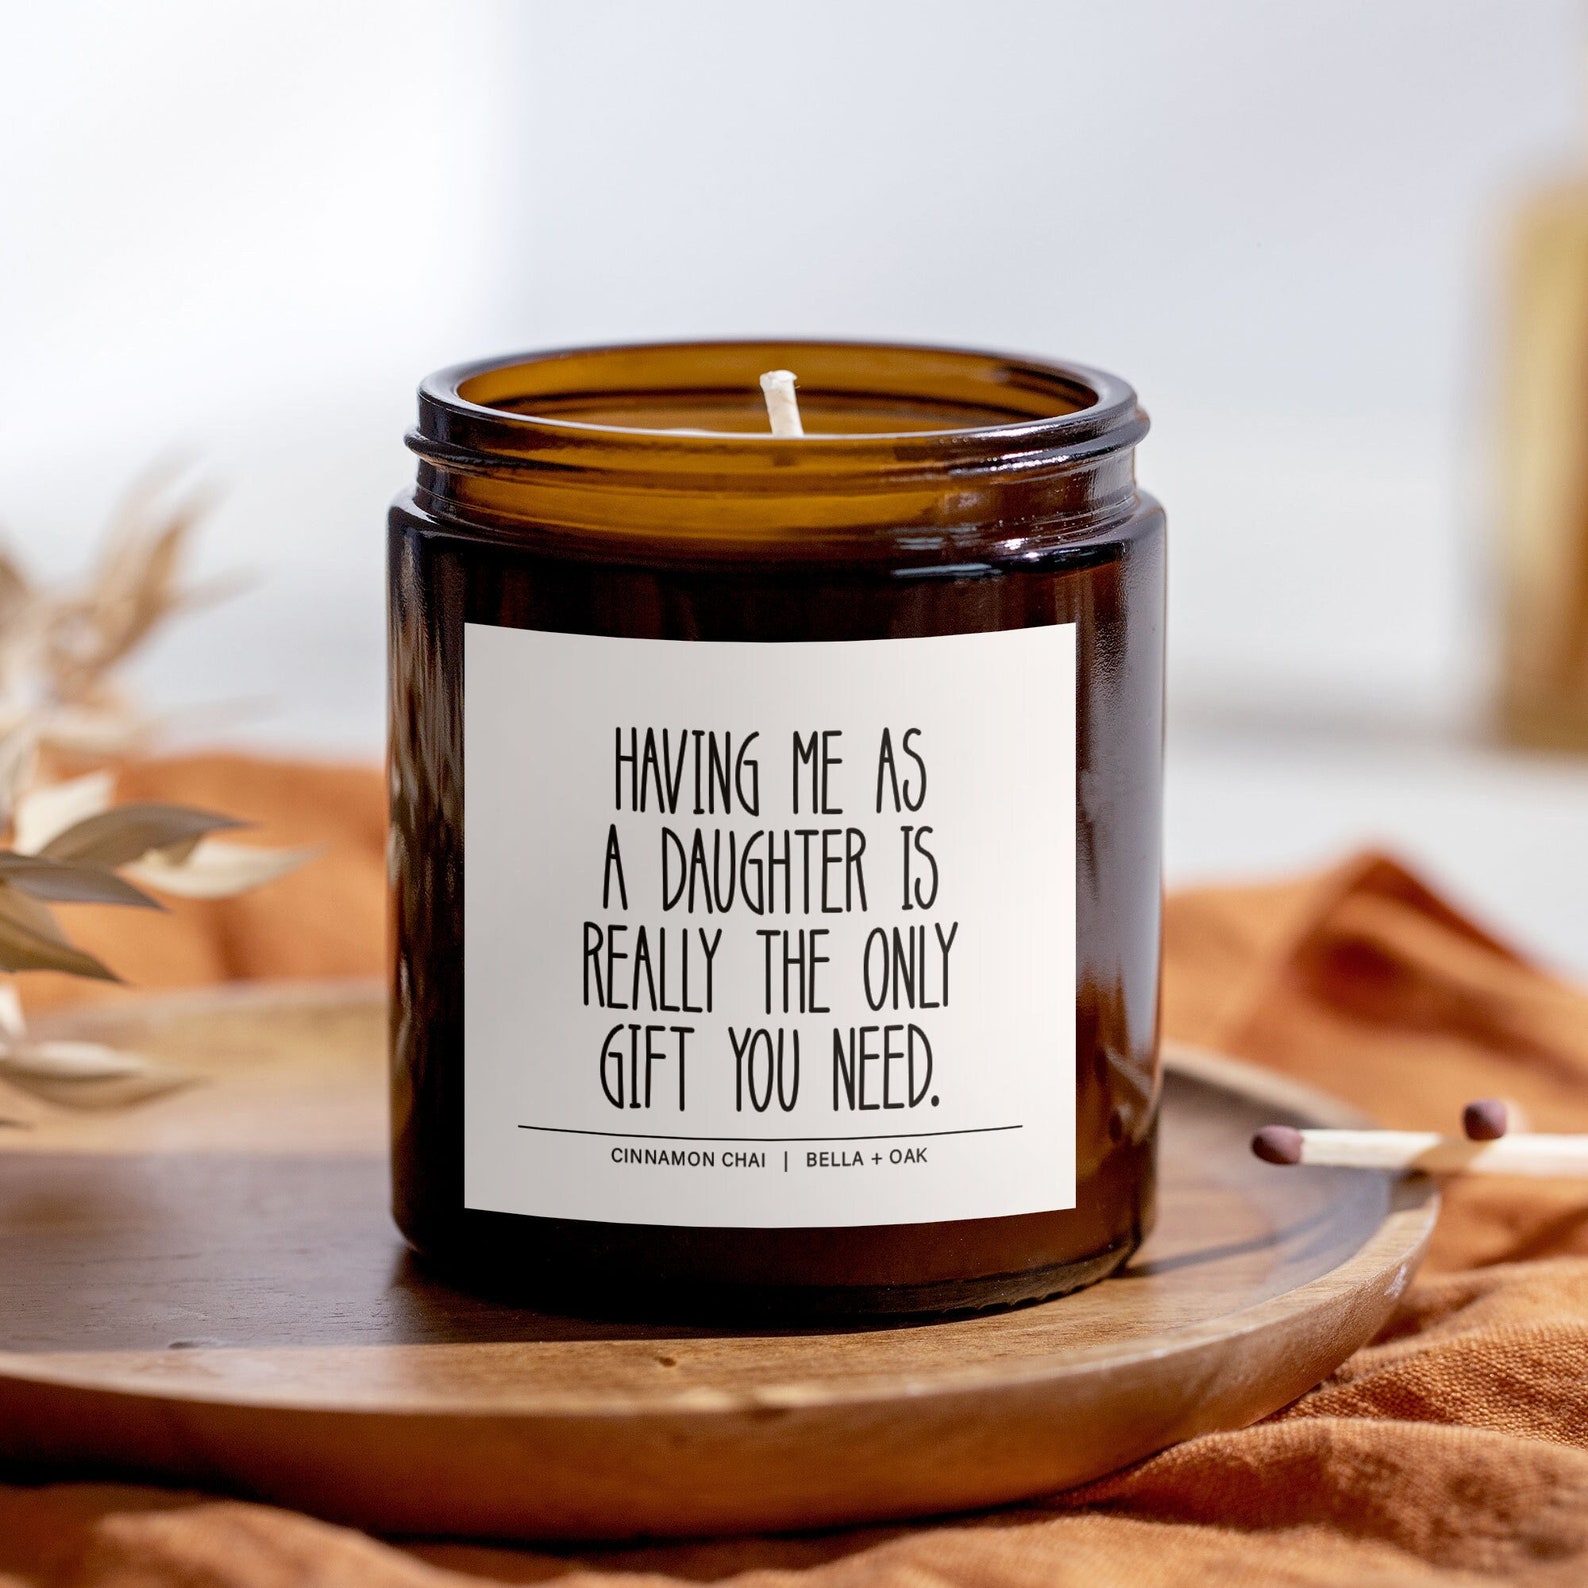 HAVING ME AS
A DAUGHTER IS
REALLY THE ONLY
GIFT YOU NEED.
CINNAMON CHAI | BELLA + OAK